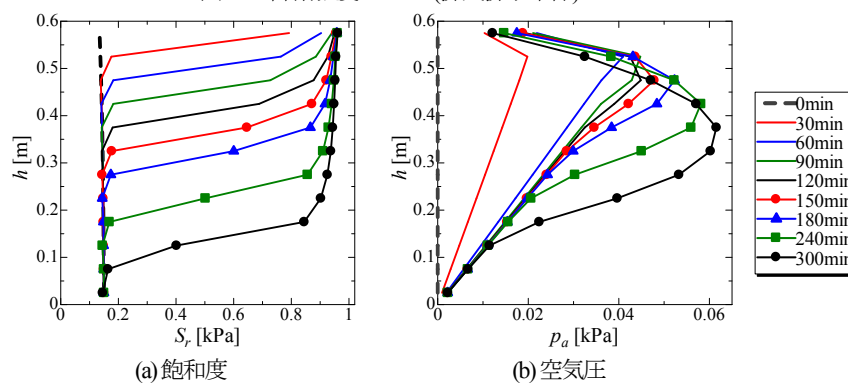 0.6
0.5
0.4
0.3
0.2
0.1
0
h [m]
0 0.2 0.4 0.6 0.8 1
S_r [kPa]
(a) 飽和度
0.6
0.5
0.4
0.3
0.2
0.1
0
h [m]
0 0.02 0.04 0.06
p_a [kPa]
(b) 空気圧
0min
30min
60min
90min
120min
150min
180min
240min
300min